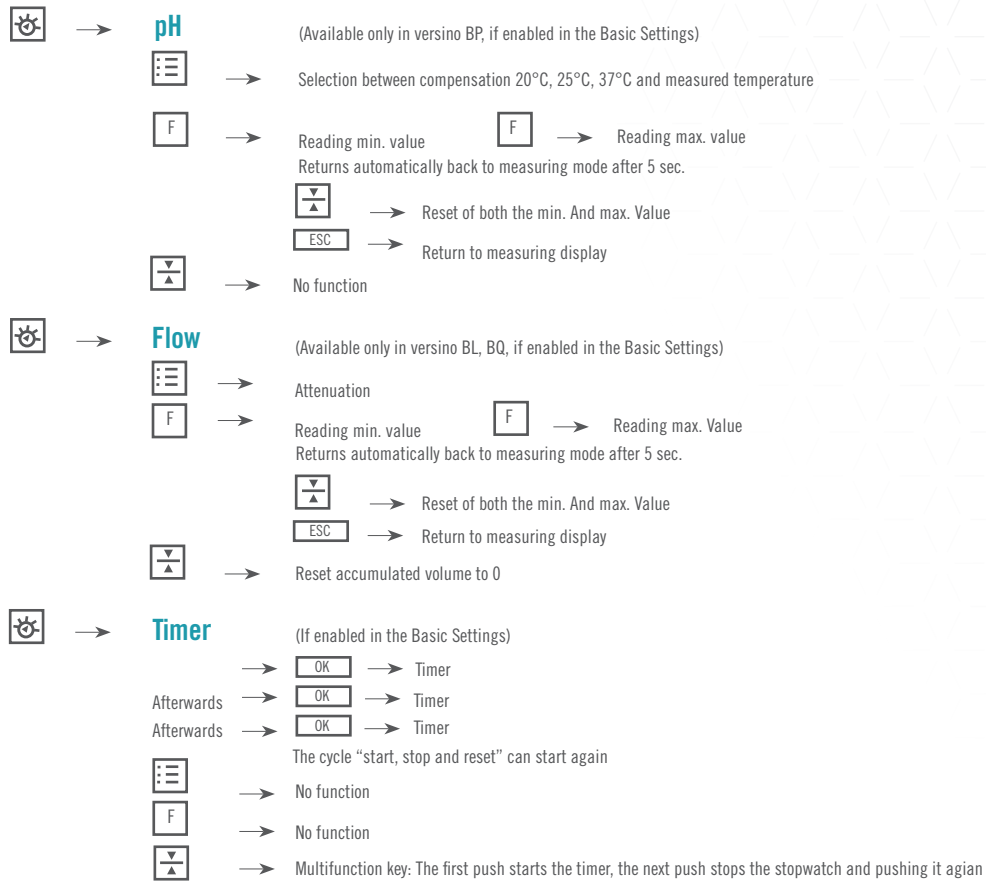 pH (Available only in versino BP, if enabled in the Basic Settings)
Selection between compensation 20°C, 25°C, 37°C and measured temperature
F Reading min. value F Reading max. value
Returns automatically back to measuring mode after 5 sec.
Reset of both the min. And max. Value
ESC Return to measuring display
No function
Flow (Available only in versino BL, BQ, if enabled in the Basic Settings)
Attenuation
F Reading min. value F Reading max. Value
Returns automatically back to measuring mode after 5 sec.
Reset of both the min. And max. Value
ESC Return to measuring display
Reset accumulated volume to 0
Timer (If enabled in the Basic Settings)
OK Timer
Afterwards OK Timer
Afterwards OK Timer
The cycle “start, stop and reset” can start again
No function
F No function
Multifunction key: The first push starts the timer, the next push stops the stopwatch and pushing it agian